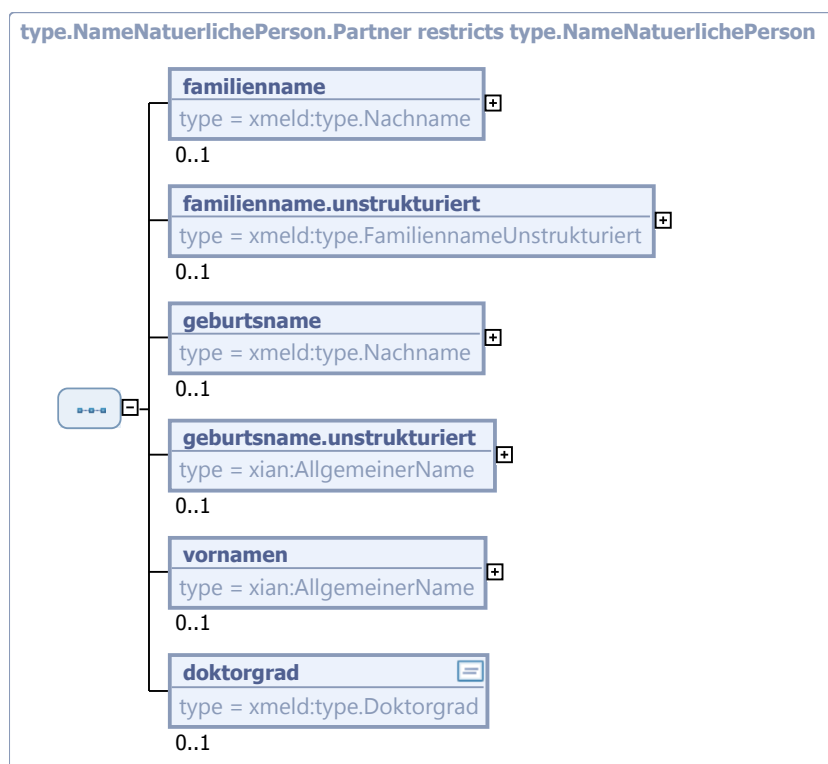 type.NameNatuerlichePerson.Partner restricts type.NameNatuerlichePerson
familienname
type = xmeld:type.Nachname
0..1
familienname.unstrukturiert
type = xmeld:type.FamiliennameUnstrukturiert
0..1
geburtsname
type = xmeld:type.Nachname
0..1
geburtsname.unstrukturiert
type = xian:AllgemeinerName
0..1
vornamen
type = xian:AllgemeinerName
0..1
doktorgrad
type = xmeld:type.Doktorgrad
0..1